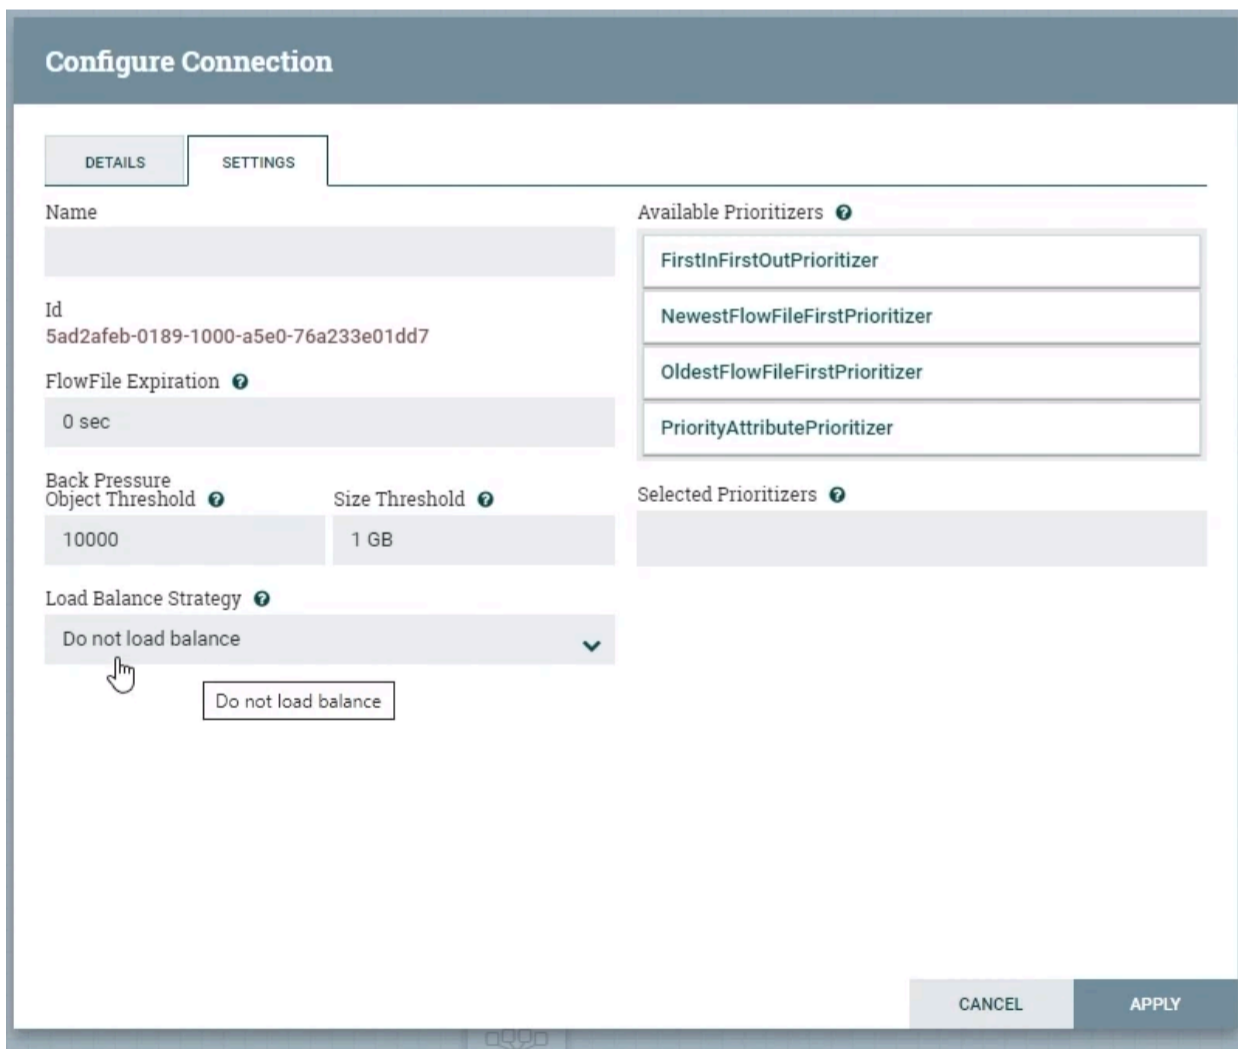 Configure Connection
DETAILS
SETTINGS
Name
Id
5ad2afeb-0189-1000-a5e0-76a233e01dd7
FlowFile Expiration
0 sec
Back Pressure
Object Threshold
Size Threshold
10000
1 GB
Load Balance Strategy
Do not load balance
Do not load balance
Available Prioritizers
FirstInFirstOutPrioritizer
NewestFlowFileFirstPrioritizer
OldestFlowFileFirstPrioritizer
PriorityAttributePrioritizer
Selected Prioritizers
CANCEL
APPLY